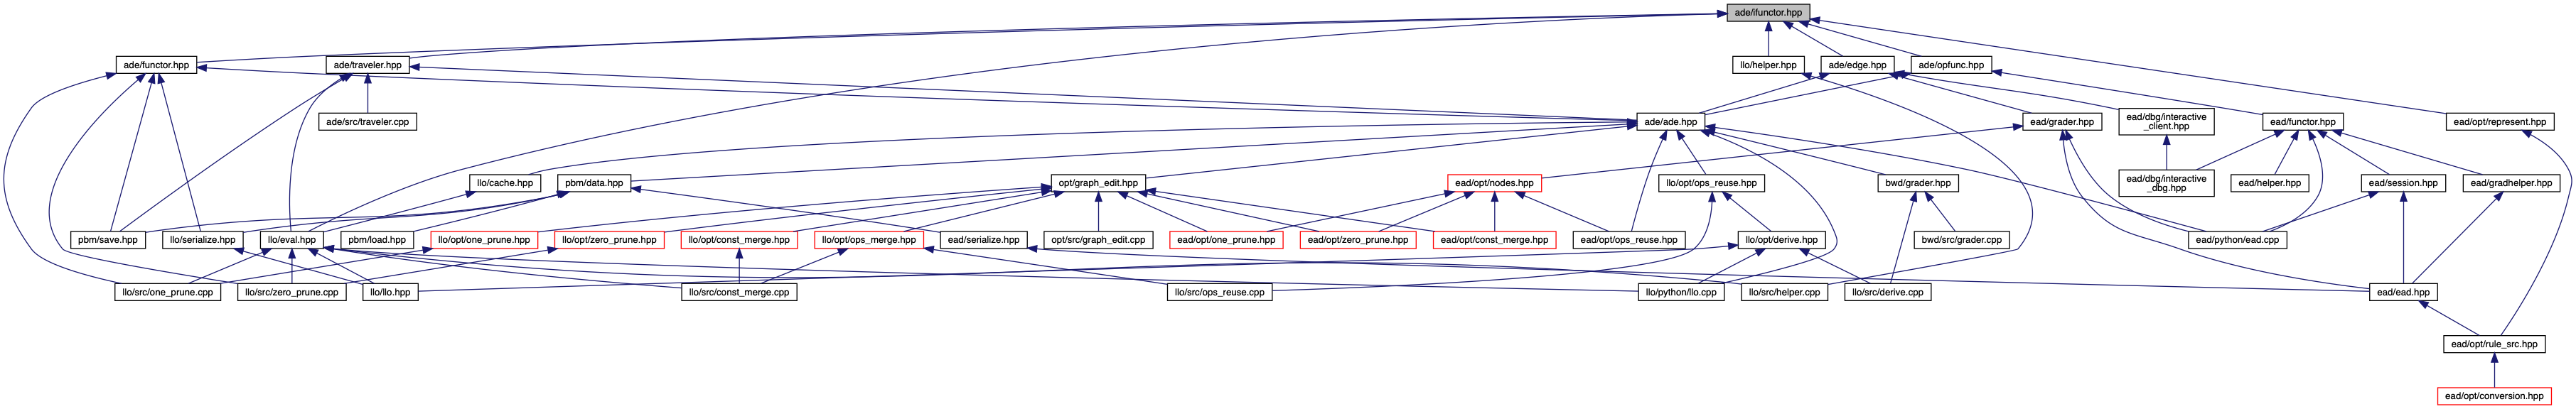 ade/ifunctor.hpp
ade/functor.hpp
ade/traveler.hpp
llo/helper.hpp
ade/edge.hpp
ade/opfunc.hpp
ade/src/traveler.cpp
ade/ade.hpp
ead/grader.hpp
ead/dbg/interactive
_client.hpp
ead/functor.hpp
ead/opt/represent.hpp
llo/cache.hpp
pbm/data.hpp
opt/graph_edit.hpp
ead/opt/nodes.hpp
llo/opt/ops_reuse.hpp
bwd/grader.hpp
ead/dbg/interactive
_dbg.hpp
ead/helper.hpp
ead/session.hpp
ead/gradhelper.hpp
pbm/save.hpp
llo/serialize.hpp
llo/eval.hpp
pbm/load.hpp
llo/opt/one_prune.hpp
llo/opt/zero_prune.hpp
llo/opt/const_merge.hpp
llo/opt/ops_merge.hpp
ead/serialize.hpp
opt/src/graph_edit.cpp
ead/opt/one_prune.hpp
ead/opt/zero_prune.hpp
ead/opt/const_merge.hpp
ead/opt/ops_reuse.hpp
llo/opt/derive.hpp
bwd/src/grader.cpp
ead/python/ead.cpp
llo/src/one_prune.cpp
llo/src/zero_prune.cpp
llo/llo.hpp
llo/src/const_merge.cpp
llo/src/ops_reuse.cpp
llo/python/llo.cpp
llo/src/helper.cpp
llo/src/derive.cpp
ead/ead.hpp
ead/opt/rule_src.hpp
ead/opt/conversion.hpp